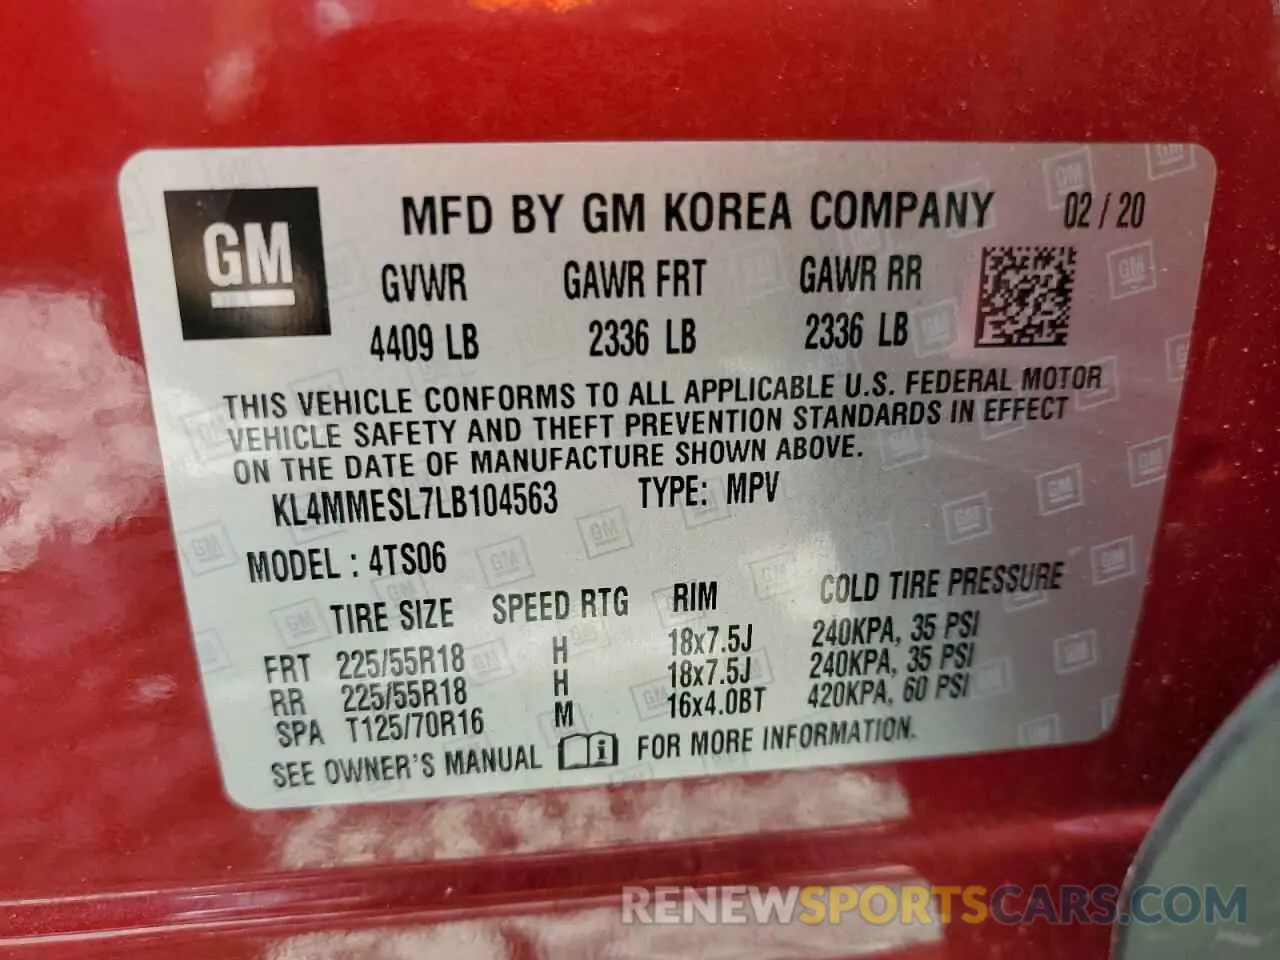 GM
MFD BY GM KOREA COMPANY 02 / 20
GVWR GAWR FRT GAWR RR
4409 LB 2336 LB 2336 LB
THIS VEHICLE CONFORMS TO ALL APPLICABLE U.S. FEDERAL MOTOR
VEHICLE SAFETY AND THEFT PREVENTION STANDARDS IN EFFECT
ON THE DATE OF MANUFACTURE SHOWN ABOVE.
KL4MMESL7LB104563 TYPE: MPV
MODEL : 4TS06
TIRE SIZE SPEED RTG RIM COLD TIRE PRESSURE
FRT 225/55R18 H 18x7.5J 240KPA, 35 PSI
RR 225/55R18 H 18x7.5J 240KPA, 35 PSI
SPA T125/70R16 M 16x4.0BT 420KPA, 60 PSI
SEE OWNER'S MANUAL FOR MORE INFORMATION.
RENEWSPORTSCARS.COM